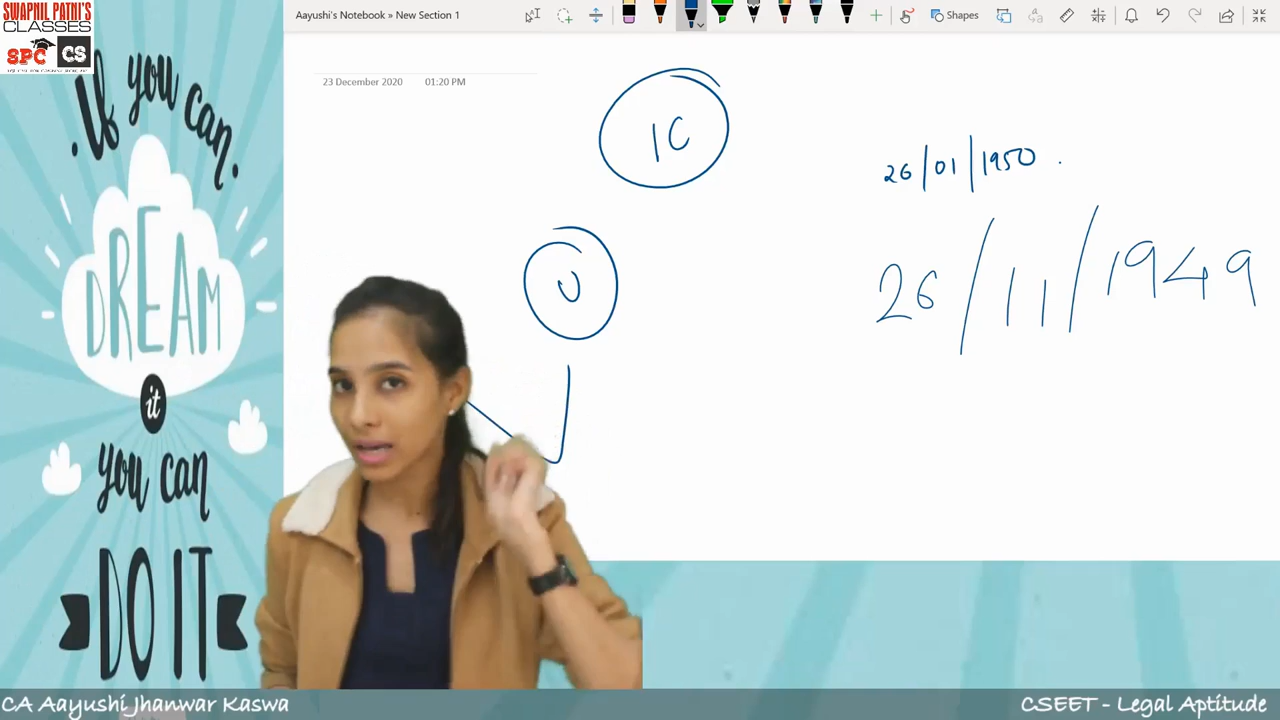 SWAPNIL PATNI'S
CLASSES
SPC CS
If you can
DREAM
it
you can
DO IT
Aayushi's Notebook » New Section 1
Shapes
23 December 2020 01:20 PM
IC
26/01/1950 .
U
26/11/1949
CA Aayushi Jhanwar Kaswa
CSEET - Legal Aptitude